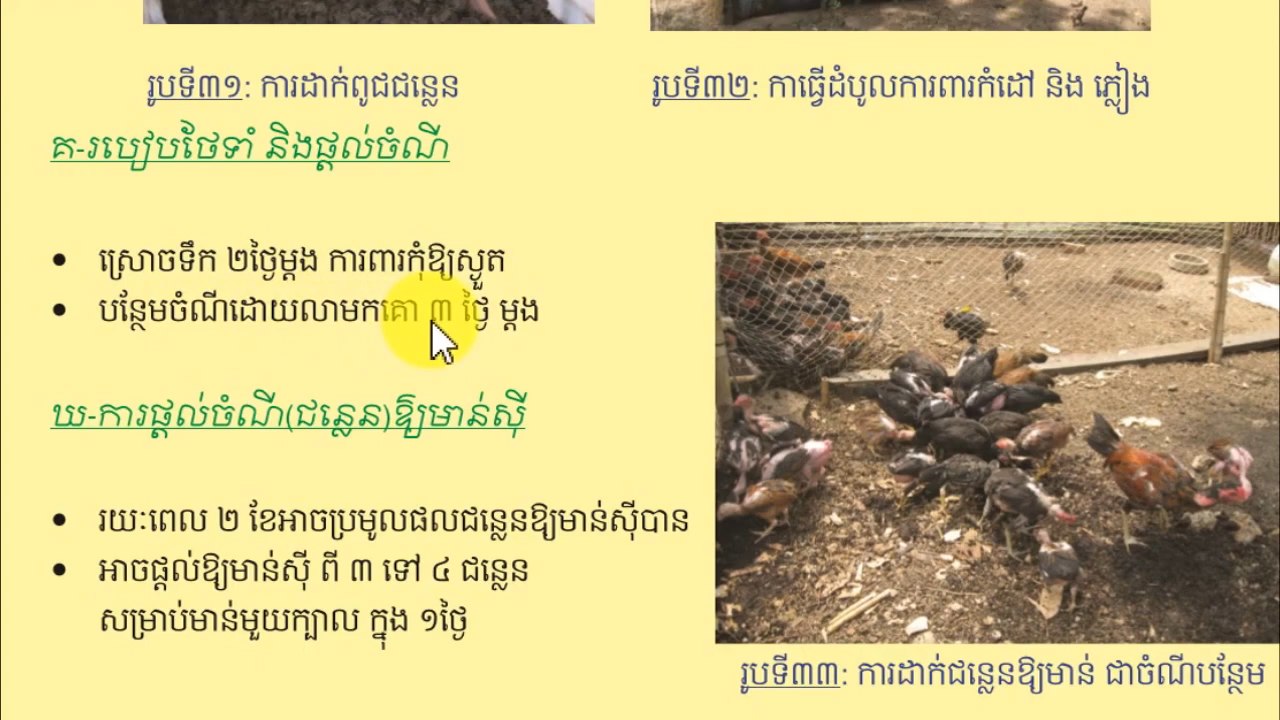 រូបទី៣១: ការដាក់ពូជជន្លេន
រូបទី៣២: កាធ្វើដំបូលការពារកំដៅ និង ភ្លៀង
គ-របៀបថែទាំ និងផ្តល់ចំណី
• ស្រោចទឹក ២ថ្ងៃម្តង ការពារកុំឱ្យស្ងួត
• បន្ថែមចំណីដោយលាមកគោ ៣ ថ្ងៃ ម្តង
ឃ-ការផ្តល់ចំណី(ជន្លេន)ឱ្យមាន់ស៊ី
• រយៈពេល ២ ខែអាចប្រមូលផលជន្លេនឱ្យមាន់ស៊ីបាន
• អាចផ្តល់ឱ្យមាន់ស៊ី ពី ៣ ទៅ ៤ ជន្លេន
សម្រាប់មាន់មួយក្បាល ក្នុង ១ថ្ងៃ
រូបទី៣៣: ការដាក់ជន្លេនឱ្យមាន់ ជាចំណីបន្ថែម